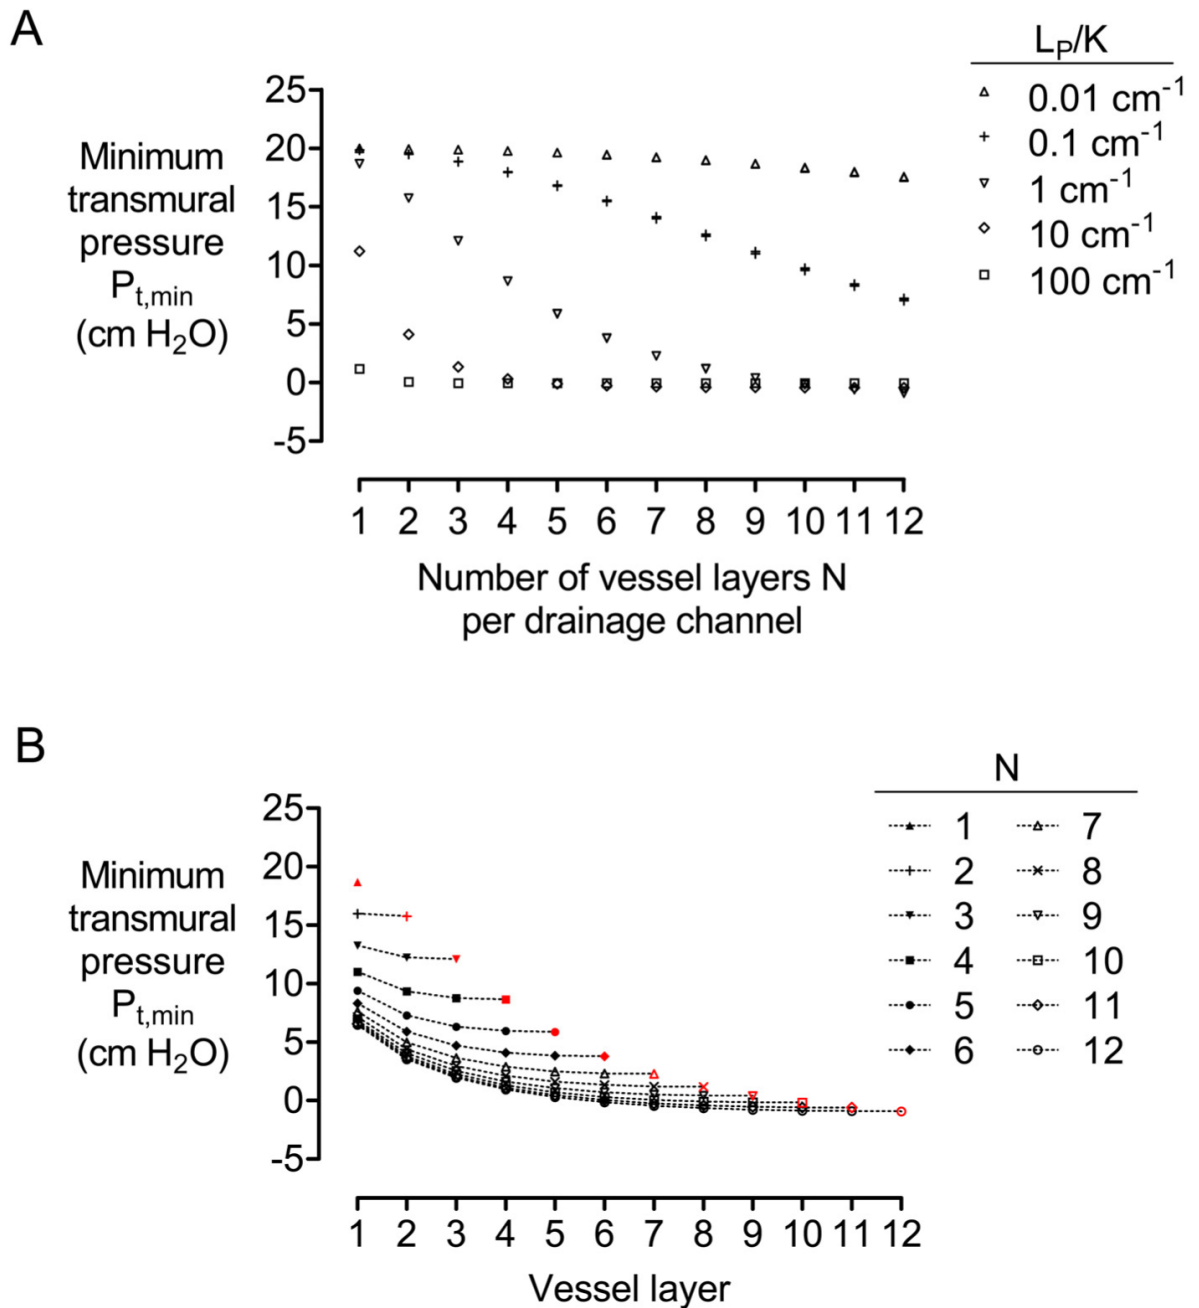 A
L_P/K
0.01 cm⁻¹
0.1 cm⁻¹
1 cm⁻¹
10 cm⁻¹
100 cm⁻¹
Minimum
transmural
pressure
P_t,min
(cm H₂O)
25
20
15
10
5
0
-5
1 2 3 4 5 6 7 8 9 10 11 12
Number of vessel layers N
per drainage channel
B
N
1 7
2 8
3 9
4 10
5 11
6 12
Minimum
transmural
pressure
P_t,min
(cm H₂O)
25
20
15
10
5
0
-5
1 2 3 4 5 6 7 8 9 10 11 12
Vessel layer